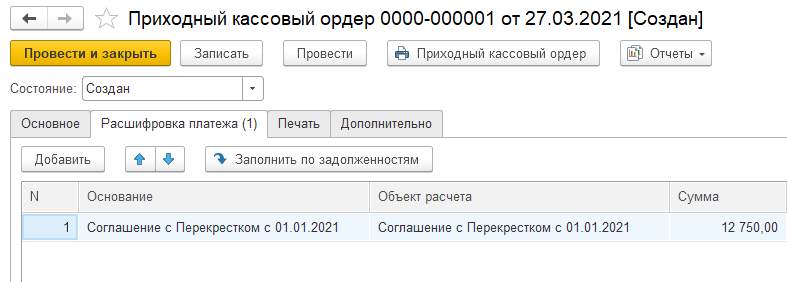 Приходный кассовый ордер 0000-000001 от 27.03.2021 [Создан]
Провести и закрыть Записать Провести Приходный кассовый ордер Отчеты
Состояние: Создан
Основное Расшифровка платежа (1) Печать Дополнительно
Добавить Заполнить по задолженностям
N Основание Объект расчета Сумма
1 Соглашение с Перекрестком с 01.01.2021 Соглашение с Перекрестком с 01.01.2021 12 750,00